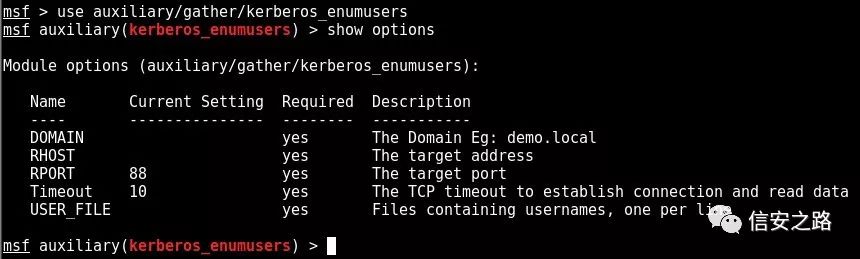 msf > use auxiliary/gather/kerberos_enumusers
msf auxiliary(kerberos_enumusers) > show options
Module options (auxiliary/gather/kerberos_enumusers):
Name Current Setting Required Description
---- --------------- -------- -----------
DOMAIN yes The Domain Eg: demo.local
RHOST yes The target address
RPORT 88 yes The target port
Timeout 10 yes The TCP timeout to establish connection and read data
USER_FILE yes Files containing usernames, one per
信安之路
msf auxiliary(kerberos_enumusers) >